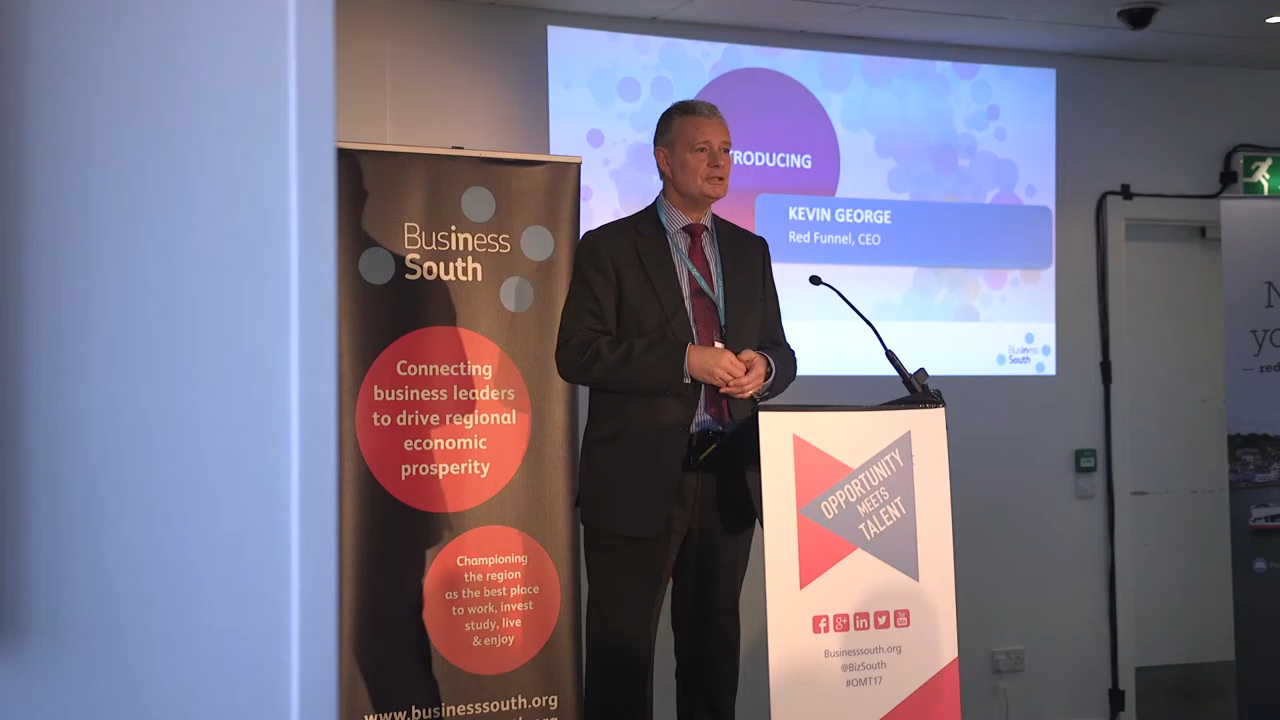 Business
South
Connecting
business leaders
to drive regional
economic
prosperity
Championing
the region
as the best place
to work, invest
study, live
& enjoy
www.businesssouth.org
TRODUCING
KEVIN GEORGE
Red Funnel, CEO
Business
South
OPPORTUNITY
MEETS
TALENT
Businesssouth.org
@BizSouth
#OMT17